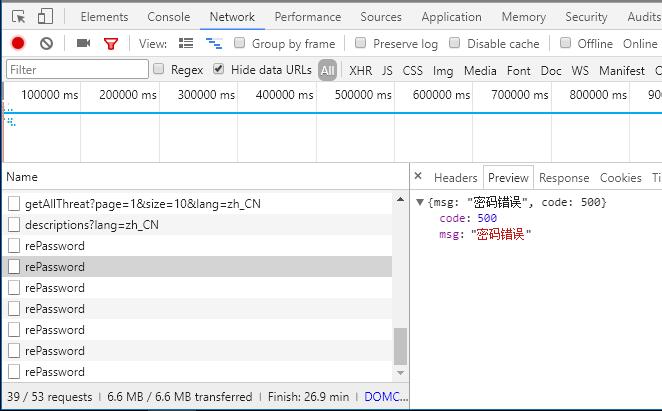 Elements Console Network Performance Sources Application Memory Security Audits
View: Group by frame Preserve log Disable cache Offline Online
Filter Regex Hide data URLs All XHR JS CSS Img Media Font Doc WS Manifest
100000 ms 200000 ms 300000 ms 400000 ms 500000 ms 600000 ms 700000 ms 800000 ms 90
Name
× Headers Preview Response Cookies Ti
getAllThreat?page=1&size=10&lang=zh_CN
descriptions?lang=zh_CN
rePassword
rePassword
rePassword
rePassword
rePassword
rePassword
rePassword
▼{msg: "密码错误", code: 500}
code: 500
msg: "密码错误"
39 / 53 requests | 6.6 MB / 6.6 MB transferred | Finish: 26.9 min | DOMC...